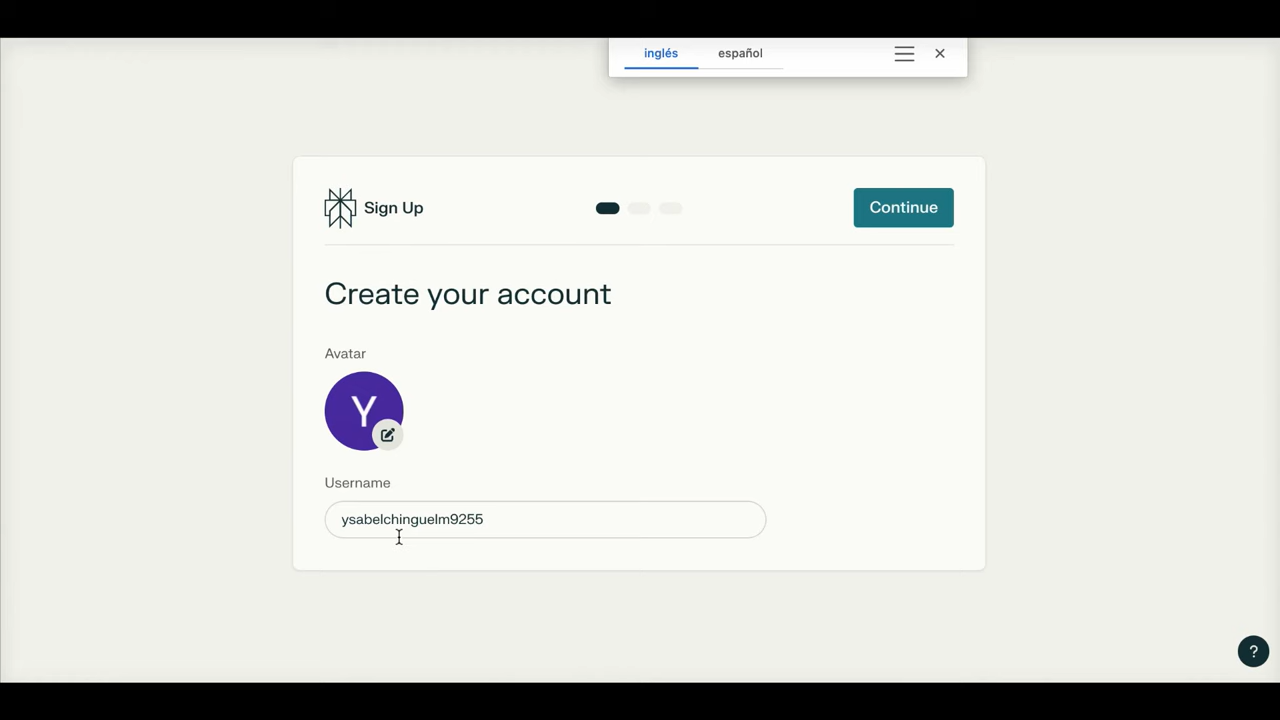 inglés español
Sign Up
Continue
Create your account
Avatar
Y
Username
ysabelchinguelm9255
?